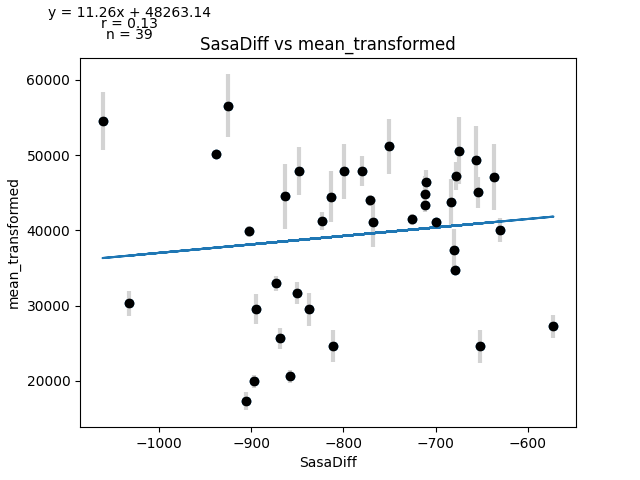 y = 11.26x + 48263.14
r = 0.13
n = 39
SasaDiff vs mean_transformed
60000
50000
40000
30000
20000
mean_transformed
−1000
−900
−800
−700
−600
SasaDiff